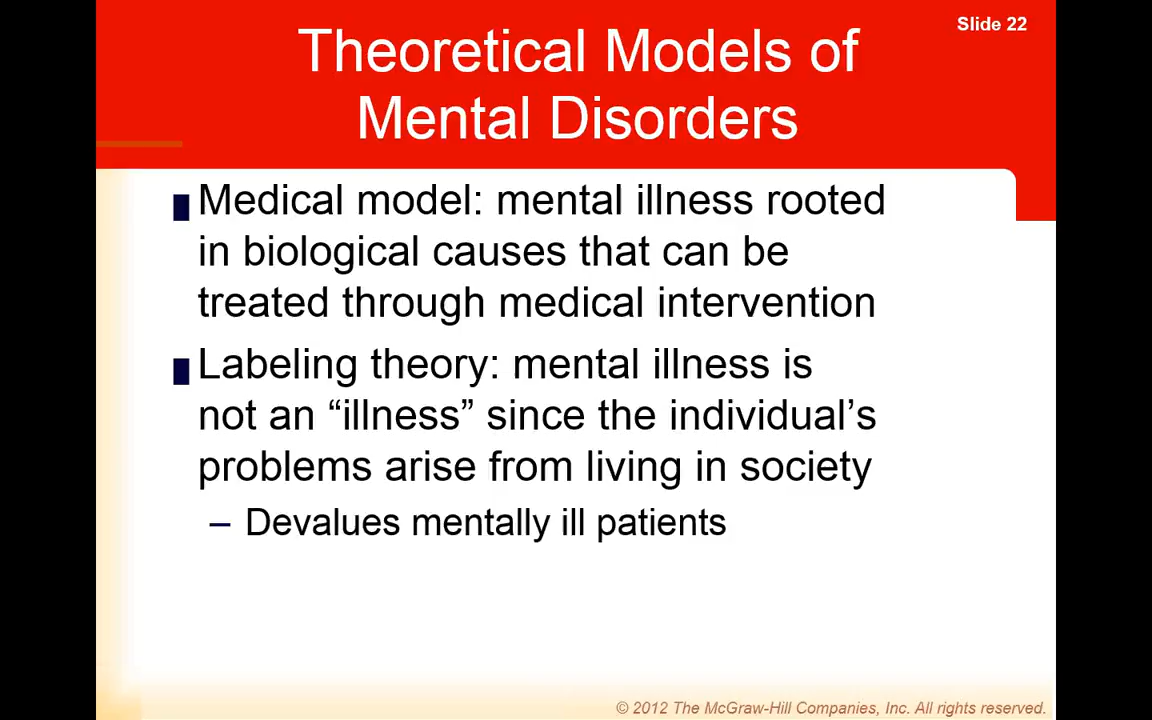 Slide 22
Theoretical Models of
Mental Disorders
Medical model: mental illness rooted
in biological causes that can be
treated through medical intervention
Labeling theory: mental illness is
not an “illness” since the individual’s
problems arise from living in society
– Devalues mentally ill patients
© 2012 The McGraw-Hill Companies, Inc. All rights reserved.